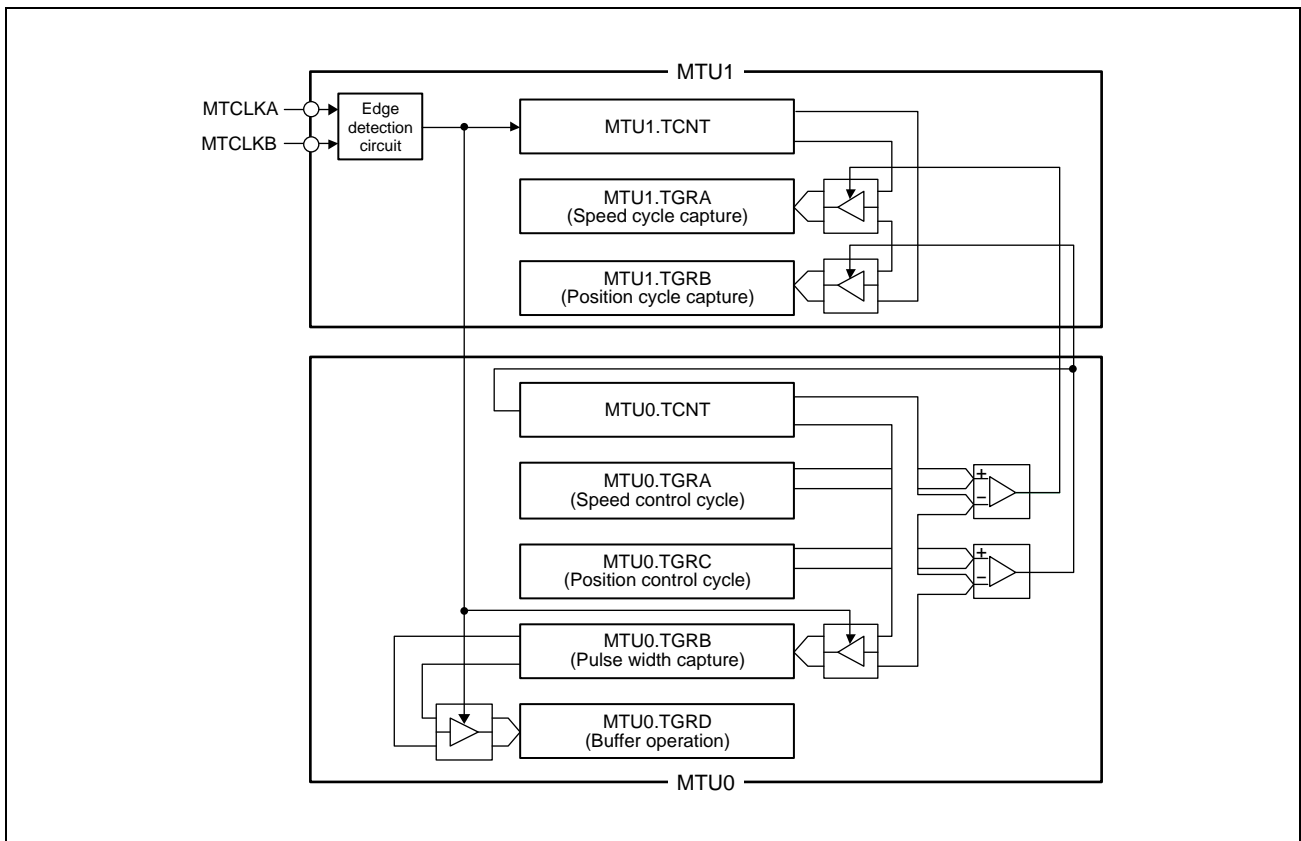 MTU1
MTCLKA
MTCLKB
Edge
detection
circuit
MTU1.TCNT
MTU1.TGRA
(Speed cycle capture)
MTU1.TGRB
(Position cycle capture)
MTU0.TCNT
MTU0.TGRA
(Speed control cycle)
+
−
MTU0.TGRC
(Position control cycle)
+
−
MTU0.TGRB
(Pulse width capture)
MTU0.TGRD
(Buffer operation)
MTU0